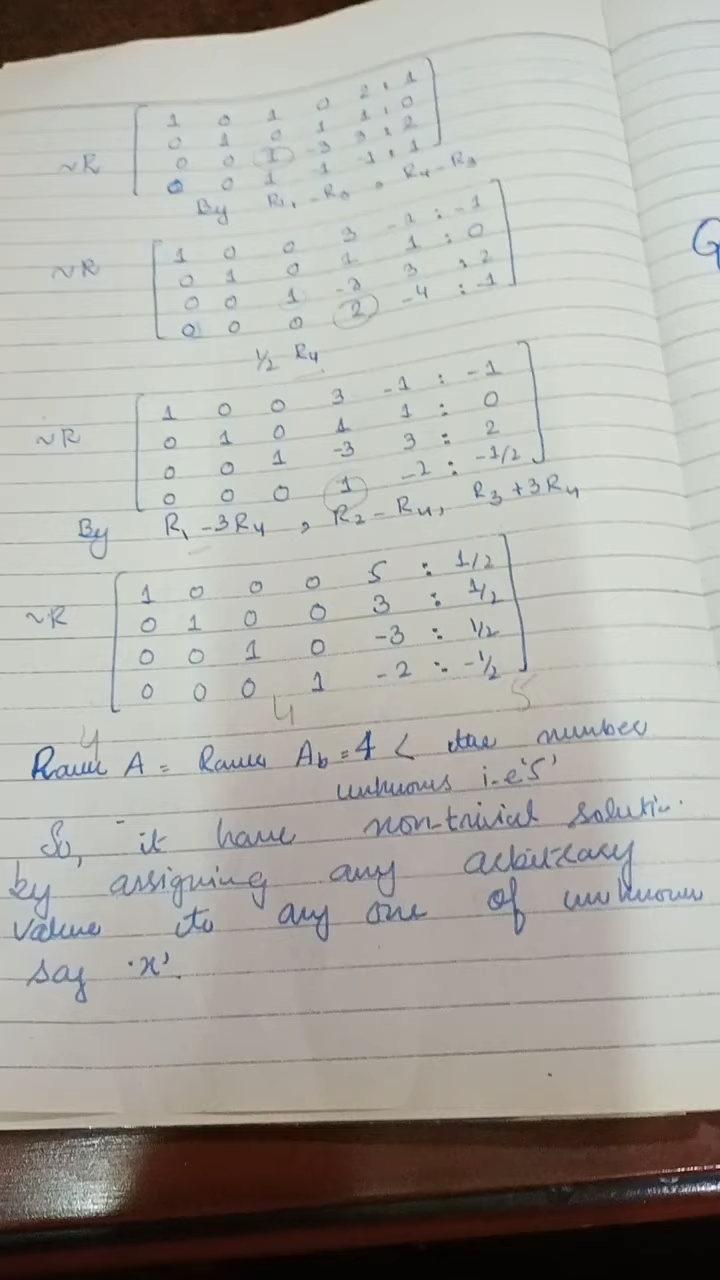 1 0 1 0 2 : 1
0 1 0 1 1 : 0
~R 0 0 1 -3 3 : 2
0 0 1 -1 -1 : 1
By R₁ - R₃ , R₄ - R₃
1 0 0 3 -1 : -1
~R 0 1 0 1 1 : 0
0 0 1 -3 3 : 2
0 0 0 2 -4 : -1
1/2 R₄
1 0 0 3 -1 : -1
~R 0 1 0 1 1 : 0
0 0 1 -3 3 : 2
0 0 0 1 -2 : -1/2
By R₁ - 3R₄ , R₂ - R₄, R₃ + 3R₄
1 0 0 0 5 : 1/2
~R 0 1 0 0 3 : 1/2
0 0 1 0 -3 : 1/2
0 0 0 1 -2 : -1/2
4 4 5
Rank A = Rank Ab = 4 < the number
unknows i.e '5'
So, it have non-trivial solution.
by assigning any arbitrary
value to any one of unknown
say 'x'.